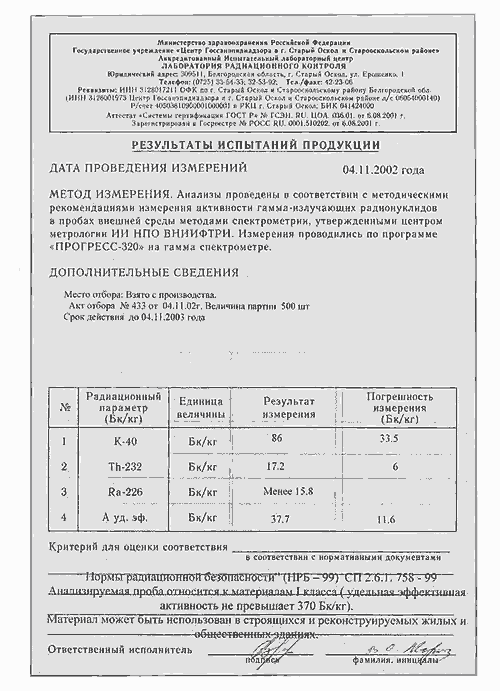 Министерство здравоохранения Российской Федерации
Государственное учреждение «Центр Госсанэпиднадзора в г. Старый Оскол и Старооскольском районе»
Аккредитованный Испытательный лабораторный центр
ЛАБОРАТОРИЯ РАДИАЦИОННОГО КОНТРОЛЯ
Юридический адрес: 309511, Белгородская область, г. Старый Оскол, ул. Ерошенко, 1
Телефон: (0725) 33-54-33; 32-53-92; Тел./факс: 42-23-06
Реквизиты: ИНН 3128017211 ОФК по г. Старый Оскол и Старооскольскому району Белгородской обл.
(ИНН 3128001973 Центр Госсанэпиднадзора в г. Старый Оскол и Старооскольском районе л/с 06054000140)
в РКЦ г. Старый Оскол, БИК 041424000
Аттестат «Системы сертификации ГОСТ Р» № ГСЭН. RU. ЦОА. 036.01. от 6.08.2001 г.
Зарегистрирован в Госреестре № РОСС RU. 0001.510202. от 6.08.2001 г.
РЕЗУЛЬТАТЫ ИСПЫТАНИЙ ПРОДУКЦИИ
ДАТА ПРОВЕДЕНИЯ ИЗМЕРЕНИЙ 04.11.2002 года
МЕТОД ИЗМЕРЕНИЯ. Анализы проведены в соответствии с методическими
рекомендациями измерения активности гамма-излучающих радионуклидов
в пробах внешней среды методами спектрометрии, утвержденными центром
метрологии ИИ НПО ВНИИФТРИ. Измерения проводились по программе
«ПРОГРЕСС-320» на гамма спектрометре.
ДОПОЛНИТЕЛЬНЫЕ СВЕДЕНИЯ
Место отбора: Взято с производства.
Акт отбора № 433 от 04.11.02г. Величина партии 500 шт
Срок действия до 04.11.2003 года
№ Радиационный параметр (Бк/кг) Единица величины Результат измерения Погрешность измерения (Бк/кг)
1 К-40 Бк/кг 86 33.5
2 Th-232 Бк/кг 17.2 6
3 Ra-226 Бк/кг Менее 15.8
4 А уд. эф. Бк/кг 37.7 11.6
Критерий для оценки соответствия
в соответствии с нормативными документами
"Нормы радиационной безопасности" (НРБ – 99) СП 2.6.1. 758 - 99
Анализируемая проба относится к материалам I класса ( удельная эффективная
активность не превышает 370 Бк/кг).
Материал может быть использован в строящихся и реконструируемых жилых и
общественных зданиях.
Ответственный исполнитель
подпись фамилия, инициалы